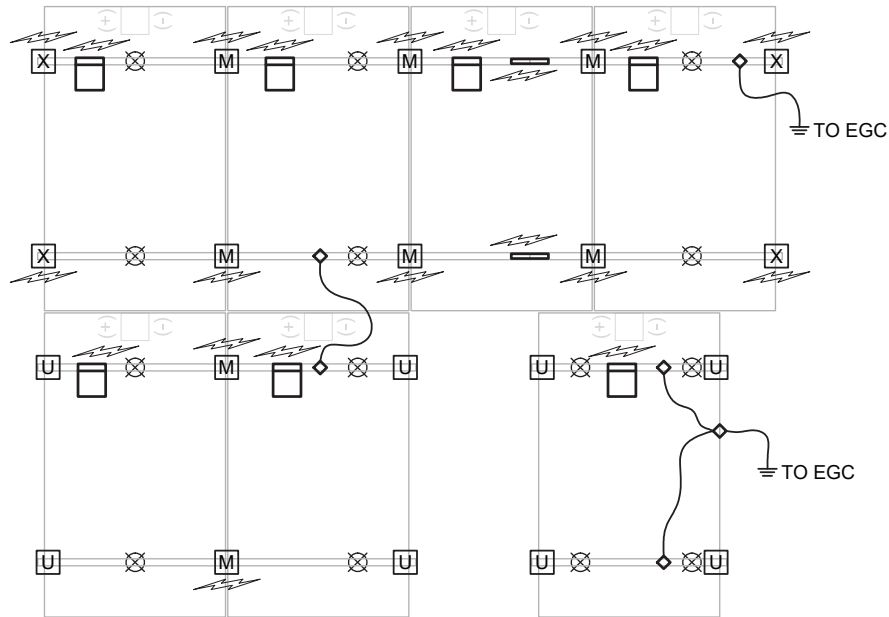 (+) (-) (+) (-) (+) (-) (+) (-)
X M M M X
TO EGC
X M M M X
(+) (-) (+) (-) (+) (-)
U M U U U
TO EGC
U M U U U